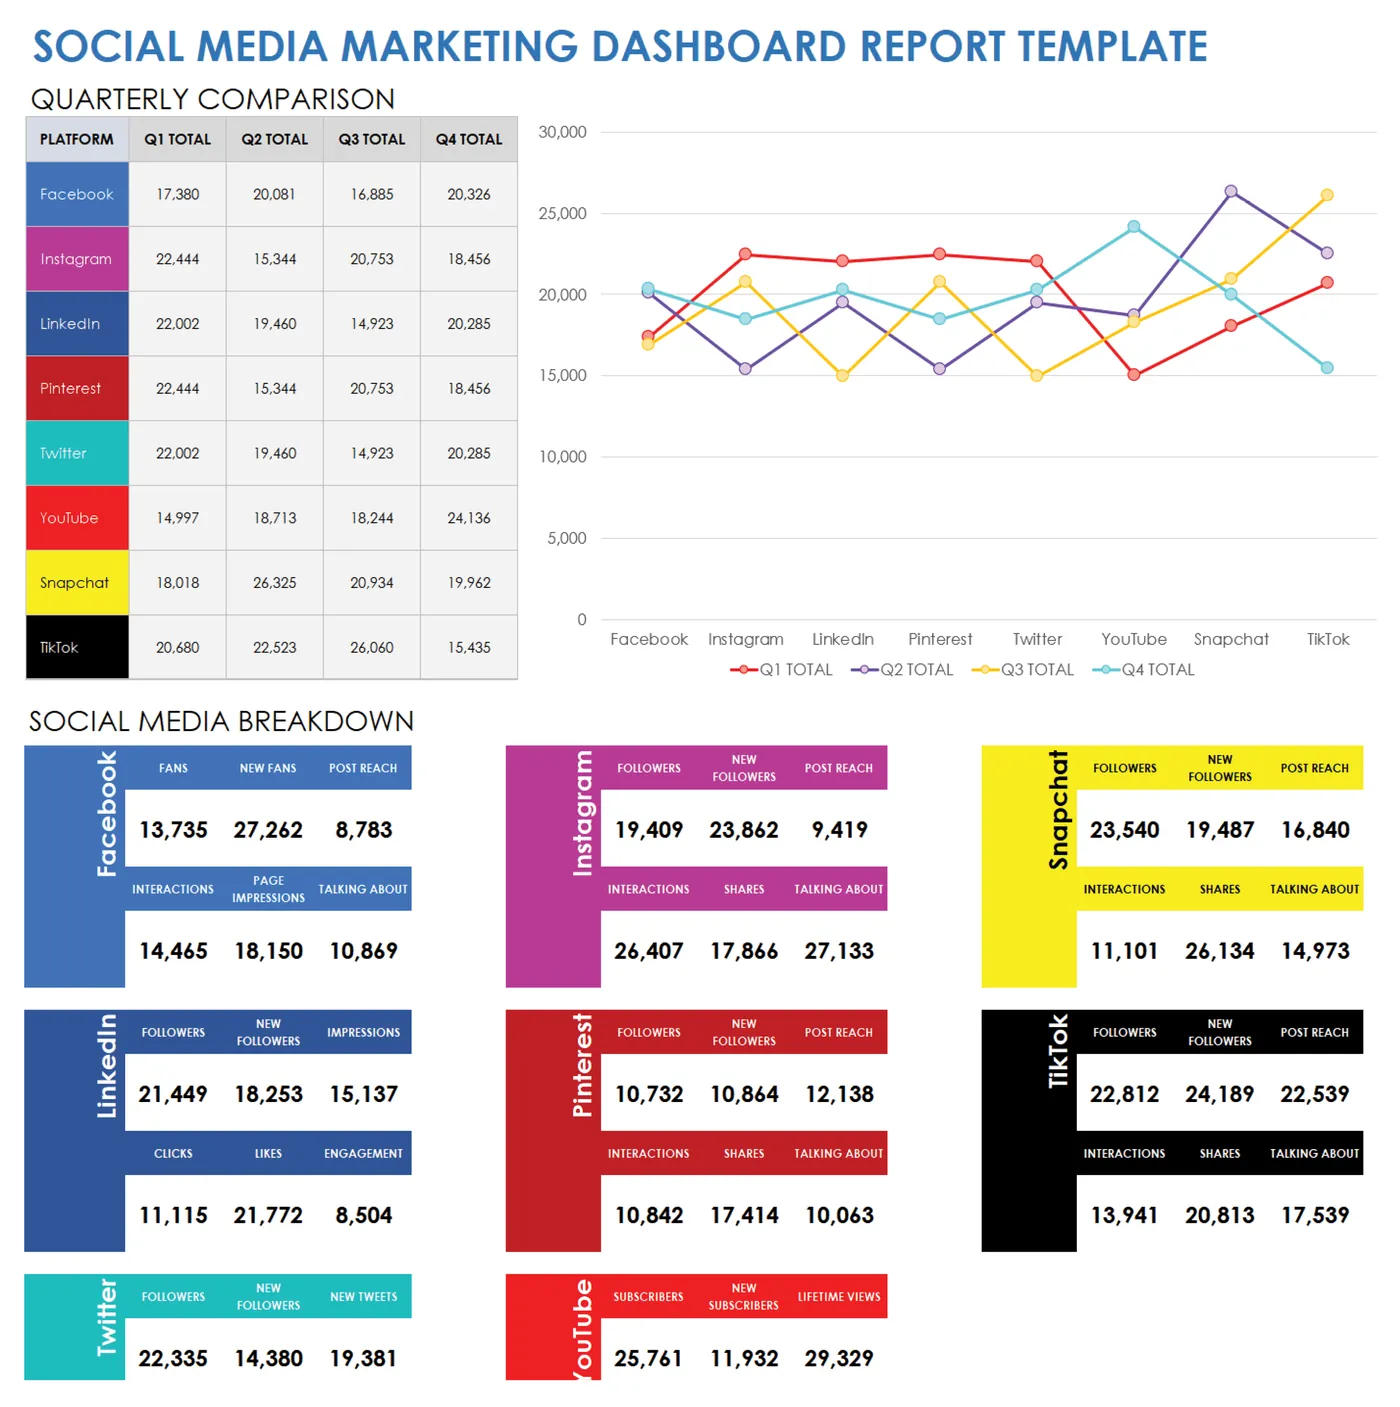 SOCIAL MEDIA MARKETING DASHBOARD REPORT TEMPLATE
QUARTERLY COMPARISON
PLATFORM Q1 TOTAL Q2 TOTAL Q3 TOTAL Q4 TOTAL
Facebook 17,380 20,081 16,885 20,326
Instagram 22,444 15,344 20,753 18,456
LinkedIn 22,002 19,460 14,923 20,285
Pinterest 22,444 15,344 20,753 18,456
Twitter 22,002 19,460 14,923 20,285
YouTube 14,997 18,713 18,244 24,136
Snapchat 18,018 26,325 20,934 19,962
TikTok 20,680 22,523 26,060 15,435
30,000
25,000
20,000
15,000
10,000
5,000
0
Facebook Instagram LinkedIn Pinterest Twitter YouTube Snapchat TikTok
Q1 TOTAL Q2 TOTAL Q3 TOTAL Q4 TOTAL
SOCIAL MEDIA BREAKDOWN
Facebook
FANS NEW FANS POST REACH
13,735 27,262 8,783
INTERACTIONS PAGE IMPRESSIONS TALKING ABOUT
14,465 18,150 10,869
Instagram
FOLLOWERS NEW FOLLOWERS POST REACH
19,409 23,862 9,419
INTERACTIONS SHARES TALKING ABOUT
26,407 17,866 27,133
Snapchat
FOLLOWERS NEW FOLLOWERS POST REACH
23,540 19,487 16,840
INTERACTIONS SHARES TALKING ABOUT
11,101 26,134 14,973
LinkedIn
FOLLOWERS NEW FOLLOWERS IMPRESSIONS
21,449 18,253 15,137
CLICKS LIKES ENGAGEMENT
11,115 21,772 8,504
Pinterest
FOLLOWERS NEW FOLLOWERS POST REACH
10,732 10,864 12,138
INTERACTIONS SHARES TALKING ABOUT
10,842 17,414 10,063
TikTok
FOLLOWERS NEW FOLLOWERS POST REACH
22,812 24,189 22,539
INTERACTIONS SHARES TALKING ABOUT
13,941 20,813 17,539
Twitter
FOLLOWERS NEW FOLLOWERS NEW TWEETS
22,335 14,380 19,381
YouTube
SUBSCRIBERS NEW SUBSCRIBERS LIFETIME VIEWS
25,761 11,932 29,329